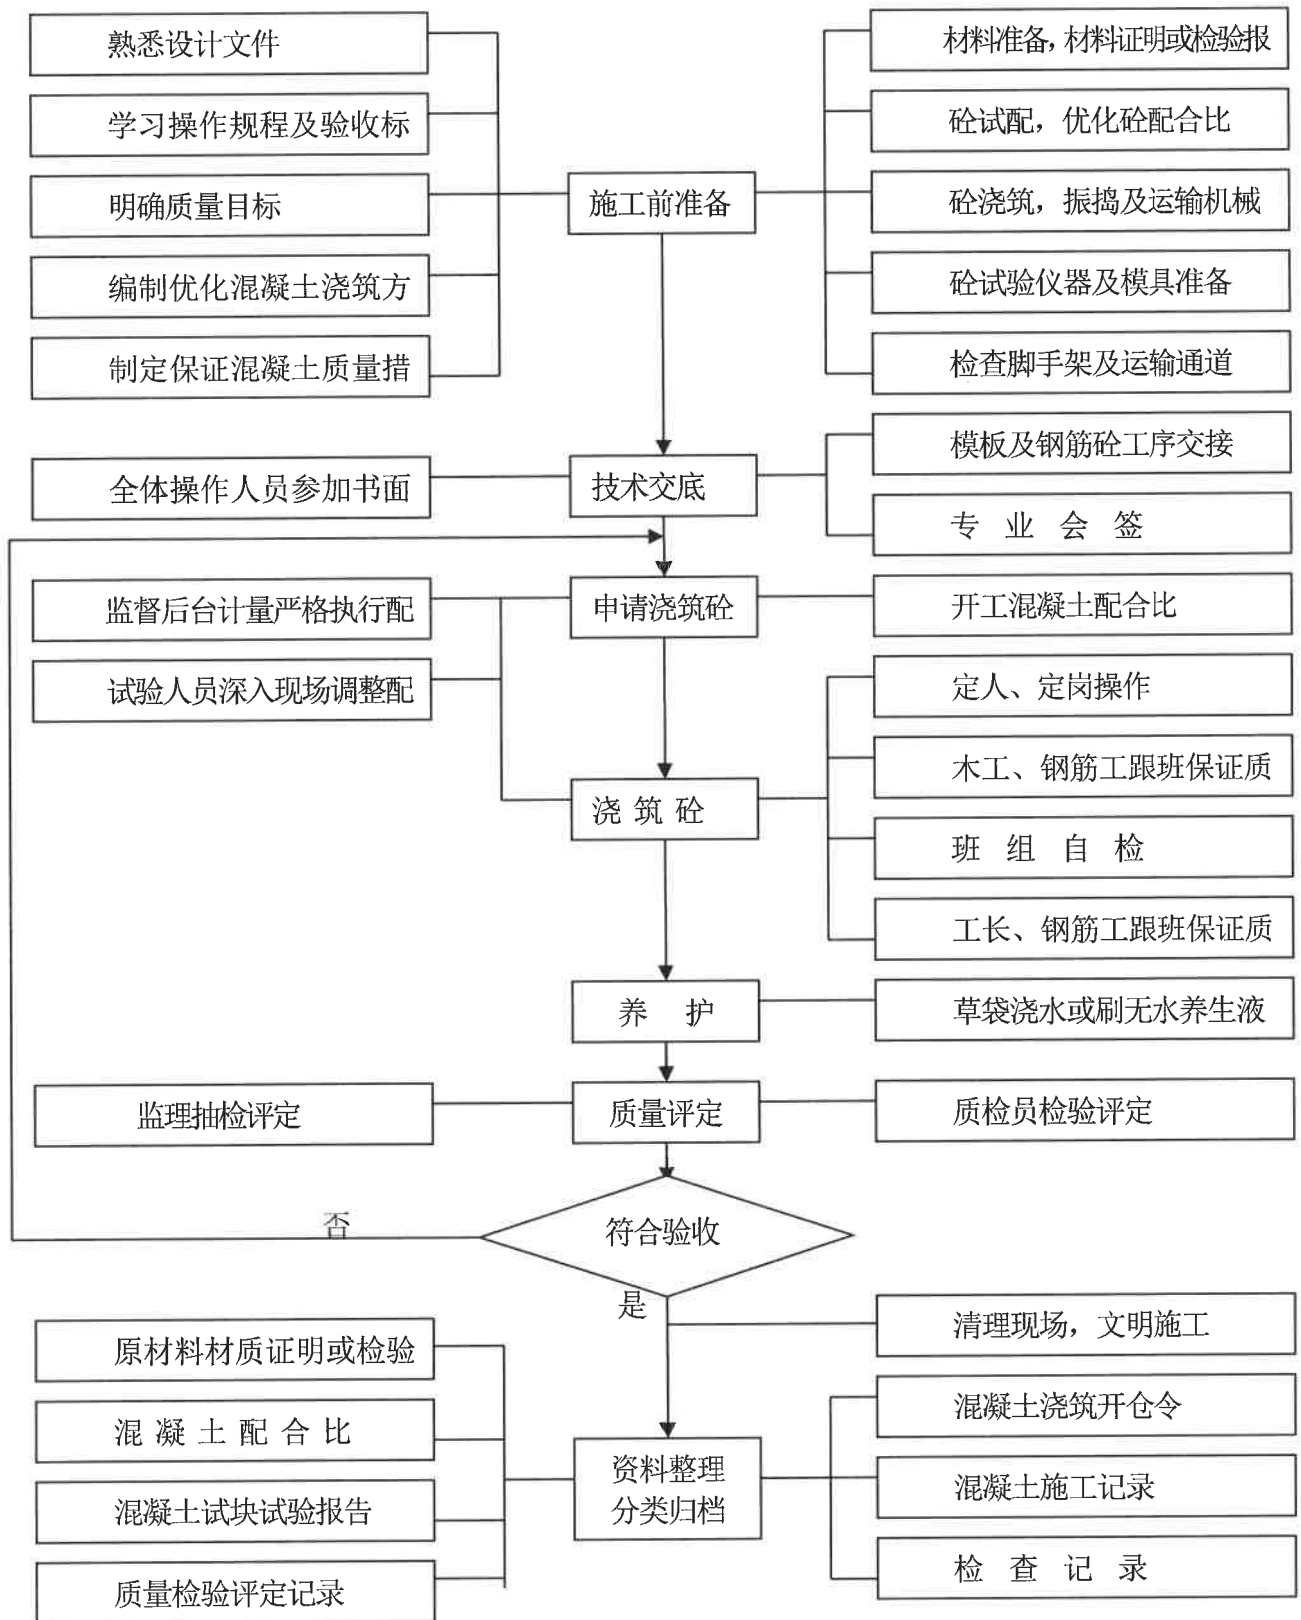 熟悉设计文件
材料准备，材料证明或检验报
学习操作规程及验收标
砼试配，优化砼配合比
明确质量目标
施工前准备
砼浇筑，振捣及运输机械
编制优化混凝土浇筑方
砼试验仪器及模具准备
制定保证混凝土质量措
检查脚手架及运输通道
模板及钢筋砼工序交接
全体操作人员参加书面
技术交底
专 业 会 签
监督后台计量严格执行配
申请浇筑砼
开工混凝土配合比
试验人员深入现场调整配
定人、定岗操作
木工、钢筋工跟班保证质
浇 筑 砼
班 组 自 检
工长、钢筋工跟班保证质
养 护
草袋浇水或刷无水养生液
监理抽检评定
质量评定
质检员检验评定
否
符合验收
是
清理现场，文明施工
原材料材质证明或检验
混凝土浇筑开仓令
混 凝 土 配 合 比
资料整理
分类归档
混凝土施工记录
混凝土试块试验报告
检 查 记 录
质量检验评定记录